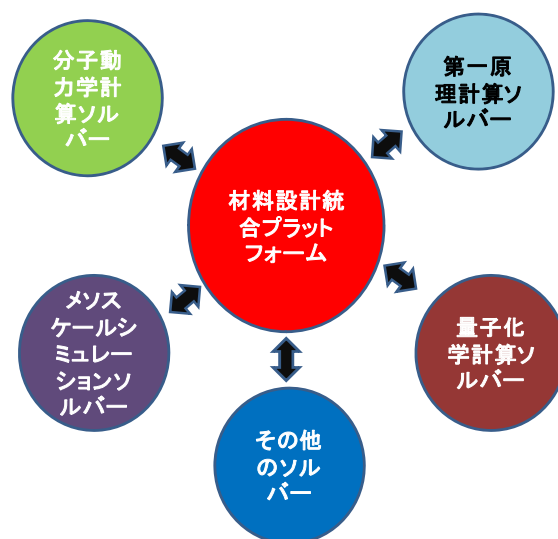 分子動
力学計
算ソル
バー
第一原
理計算ソ
ルバー
材料設計統
合プラット
フォーム
メソス
ケールシ
ミュレー
ションソ
ルバー
量子化
学計算ソ
ルバー
その他
のソル
バー